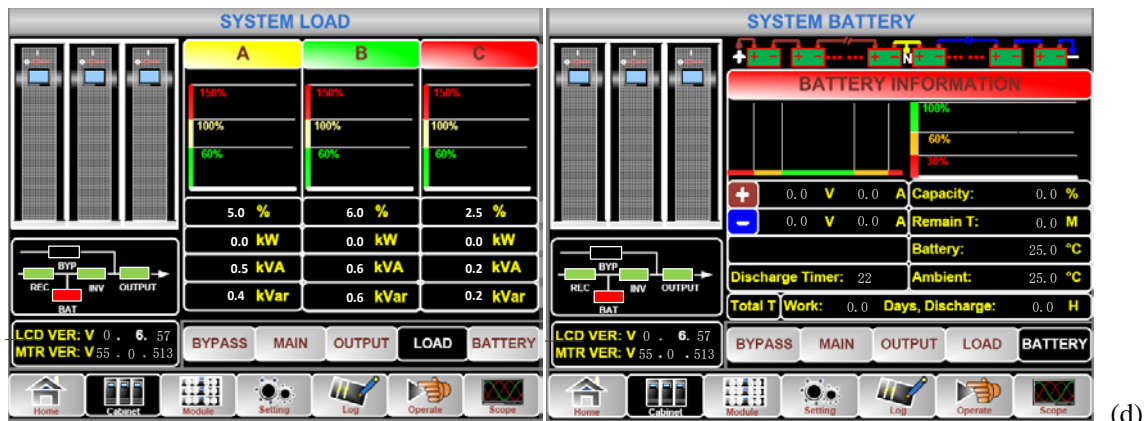 SYSTEM LOAD
A B C
150% 150% 150%
100% 100% 100%
60% 60% 60%
5.0 % 6.0 % 2.5 %
0.0 kW 0.0 kW 0.0 kW
0.5 kVA 0.6 kVA 0.2 kVA
0.4 kVar 0.6 kVar 0.2 kVar
BYP
REC INV OUTPUT
BAT
LCD VER: V 0 . 6. 57
MTR VER: V 55 . 0 . 513
BYPASS MAIN OUTPUT LOAD BATTERY
Home Cabinet Module Setting Log Operate Scope
SYSTEM BATTERY
+ N −
BATTERY INFORMATION
100%
60%
30%
+ 0.0 V 0.0 A Capacity: 0.0 %
− 0.0 V 0.0 A Remain T: 0.0 M
Battery: 25.0 °C
Discharge Timer: 22 Ambient: 25.0 °C
Total T Work: 0.0 Days, Discharge: 0.0 H
BYP
REC INV OUTPUT
BAT
LCD VER: V 0 . 6. 57
MTR VER: V 55 . 0 . 513
BYPASS MAIN OUTPUT LOAD BATTERY
Home Cabinet Module Setting Log Operate Scope
(d)